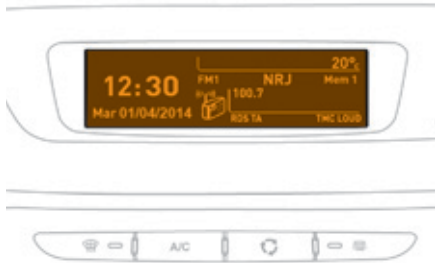 20°c
FM1 NRJ Mem 1
12:30
100.7
Mar 01/04/2014
RDS TA TMC LOUD
A/C